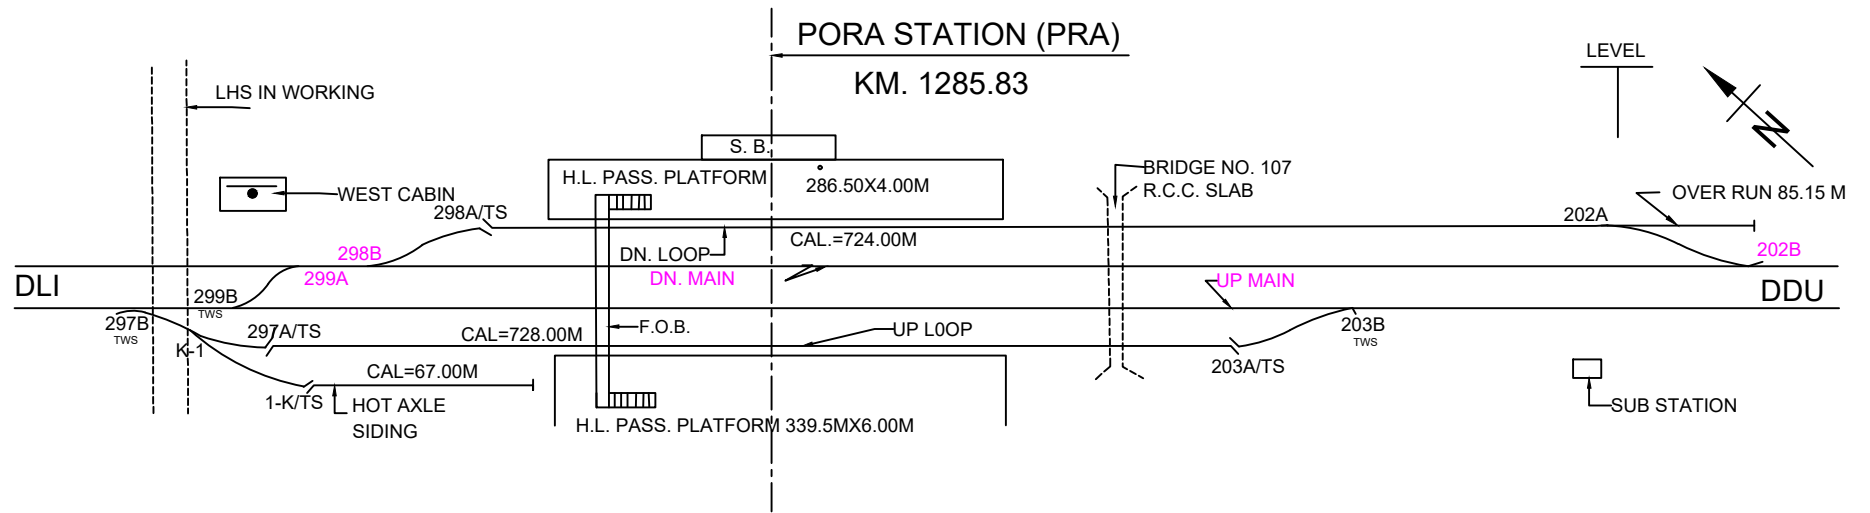 PORA STATION (PRA)
KM. 1285.83
LEVEL
N
LHS IN WORKING
S. B.
H.L. PASS. PLATFORM
286.50X4.00M
BRIDGE NO. 107
R.C.C. SLAB
WEST CABIN
OVER RUN 85.15 M
298A/TS
202A
298B
299A
DN. LOOP
CAL.=724.00M
202B
DN. MAIN
UP MAIN
DLI
DDU
299B
TWS
297B
TWS
297A/TS
K-1
CAL=728.00M
F.O.B.
UP L0OP
203B
TWS
203A/TS
CAL=67.00M
1-K/TS
HOT AXLE
SIDING
H.L. PASS. PLATFORM 339.5MX6.00M
SUB STATION